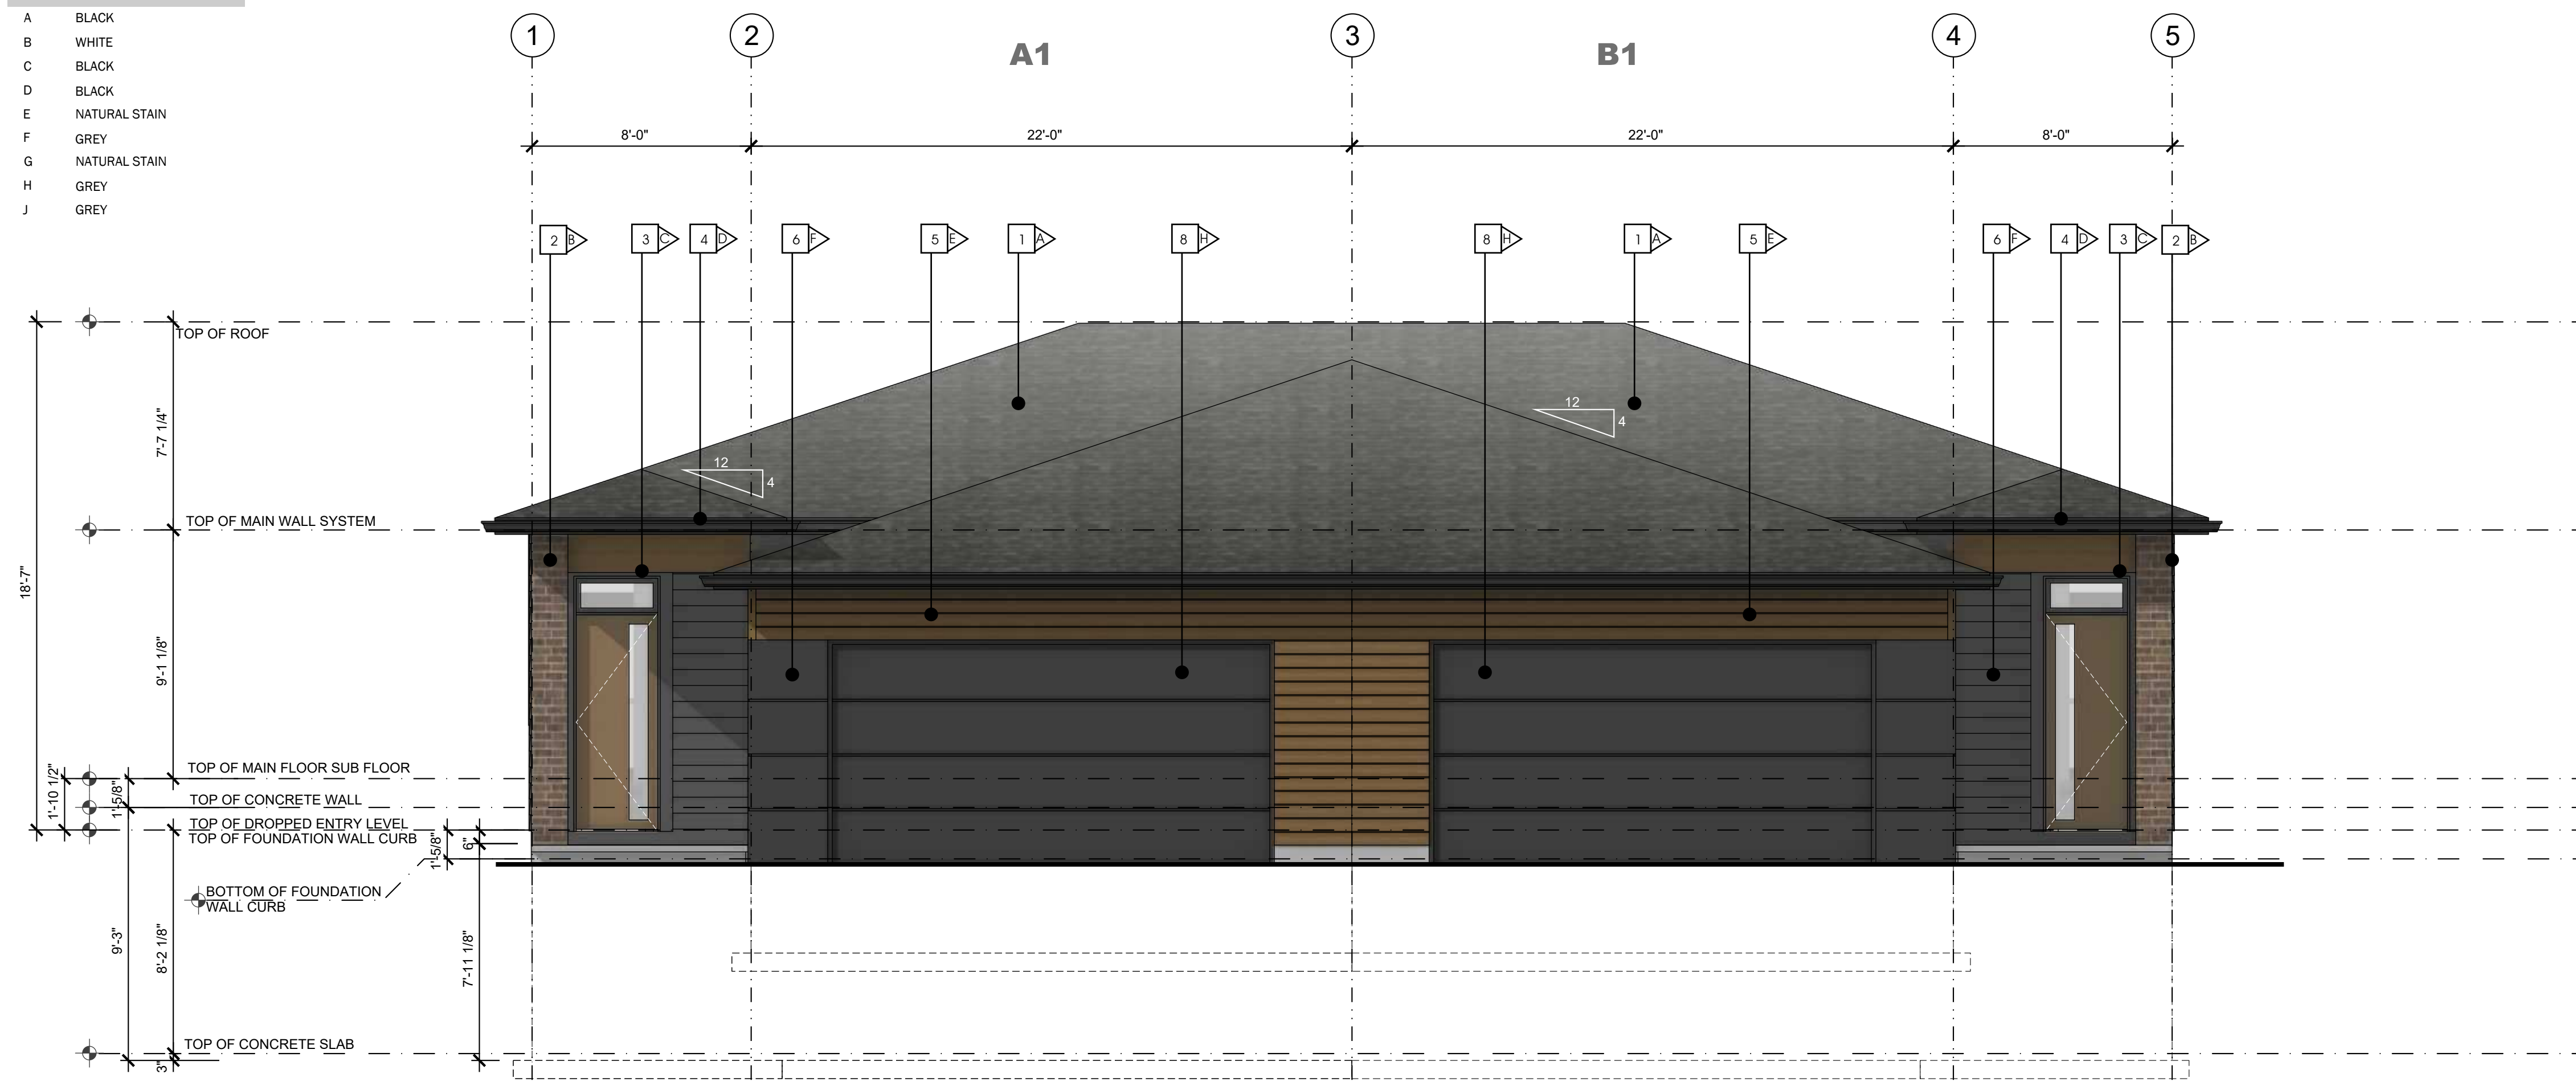 A BLACK
B WHITE
C BLACK
D BLACK
E NATURAL STAIN
F GREY
G NATURAL STAIN
H GREY
J GREY
1 2 3 4 5
A1 B1
8'-0" 22'-0" 22'-0" 8'-0"
2 B 3 C 4 D 6 F 5 E 1 A 8 H 8 H 1 A 5 E 6 F 4 D 3 C 2 B
TOP OF ROOF
7'-7 1/4"
12
4
12
4
TOP OF MAIN WALL SYSTEM
18'-7"
9'-1 1/8"
TOP OF MAIN FLOOR SUB FLOOR
1'-10 1/2"
1'-5/8"
TOP OF CONCRETE WALL
TOP OF DROPPED ENTRY LEVEL
TOP OF FOUNDATION WALL CURB
1'-5/8"
6"
BOTTOM OF FOUNDATION
WALL CURB
9'-3"
8'-2 1/8"
7'-11 1/8"
TOP OF CONCRETE SLAB
3"